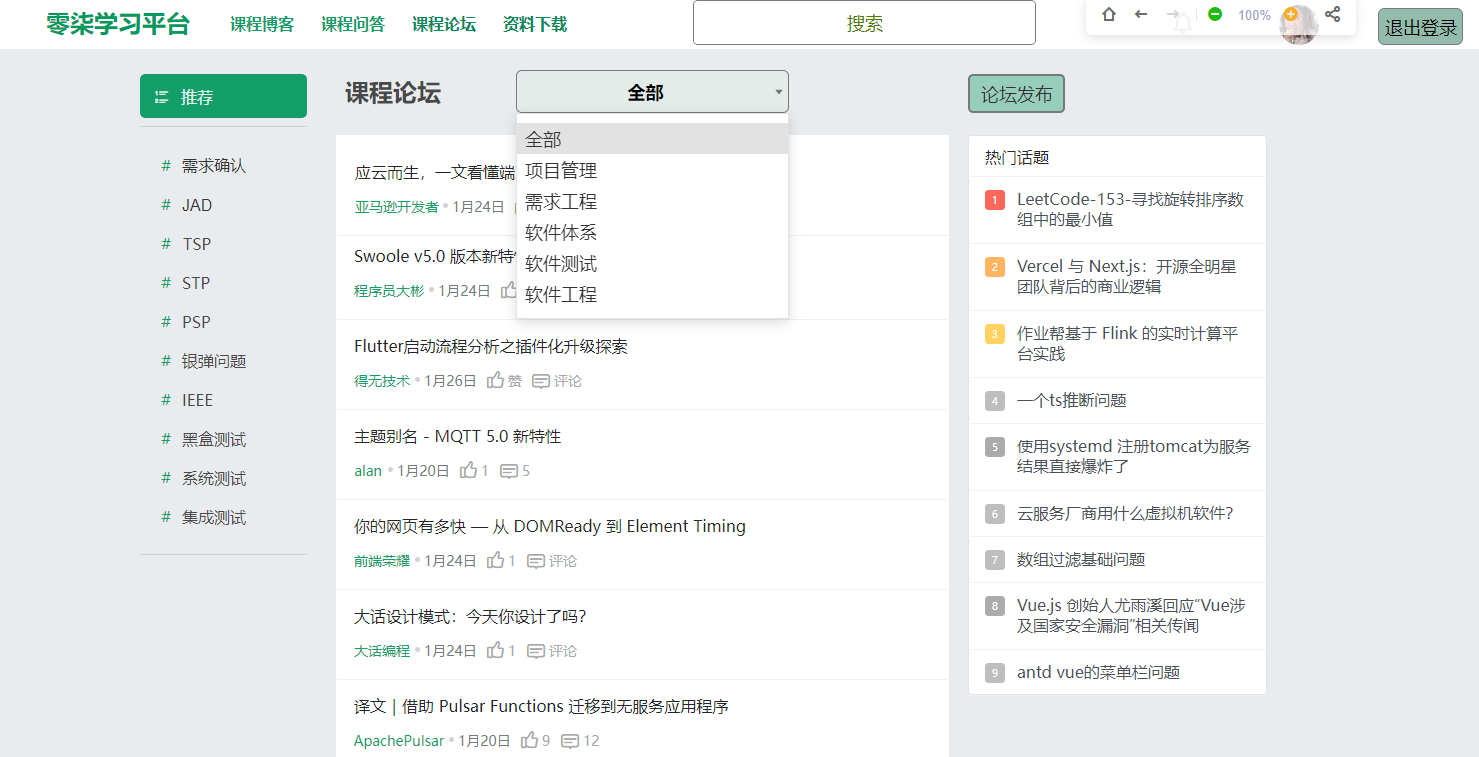 零柒学习平台
课程博客 课程问答 课程论坛 资料下载
搜索
100%
退出登录
推荐
# 需求确认
# JAD
# TSP
# STP
# PSP
# 银弹问题
# IEEE
# 黑盒测试
# 系统测试
# 集成测试
课程论坛
全部
全部
项目管理
需求工程
软件体系
软件测试
软件工程
应云而生，一文看懂端
亚马逊开发者 1月24日
Swoole v5.0 版本新特
程序员大彬 1月24日
Flutter启动流程分析之插件化升级探索
得无技术 1月26日 赞 评论
主题别名 - MQTT 5.0 新特性
alan 1月20日 1 5
你的网页有多快 — 从 DOMReady 到 Element Timing
前端荣耀 1月24日 1 评论
大话设计模式：今天你设计了吗？
大话编程 1月24日 1 评论
译文 | 借助 Pulsar Functions 迁移到无服务应用程序
ApachePulsar 1月20日 9 12
论坛发布
热门话题
1 LeetCode-153-寻找旋转排序数
组中的最小值
2 Vercel 与 Next.js：开源全明星
团队背后的商业逻辑
3 作业帮基于 Flink 的实时计算平
台实践
4 一个ts推断问题
5 使用systemd 注册tomcat为服务
结果直接爆炸了
6 云服务厂商用什么虚拟机软件？
7 数组过滤基础问题
8 Vue.js 创始人尤雨溪回应“Vue涉
及国家安全漏洞”相关传闻
9 antd vue的菜单栏问题